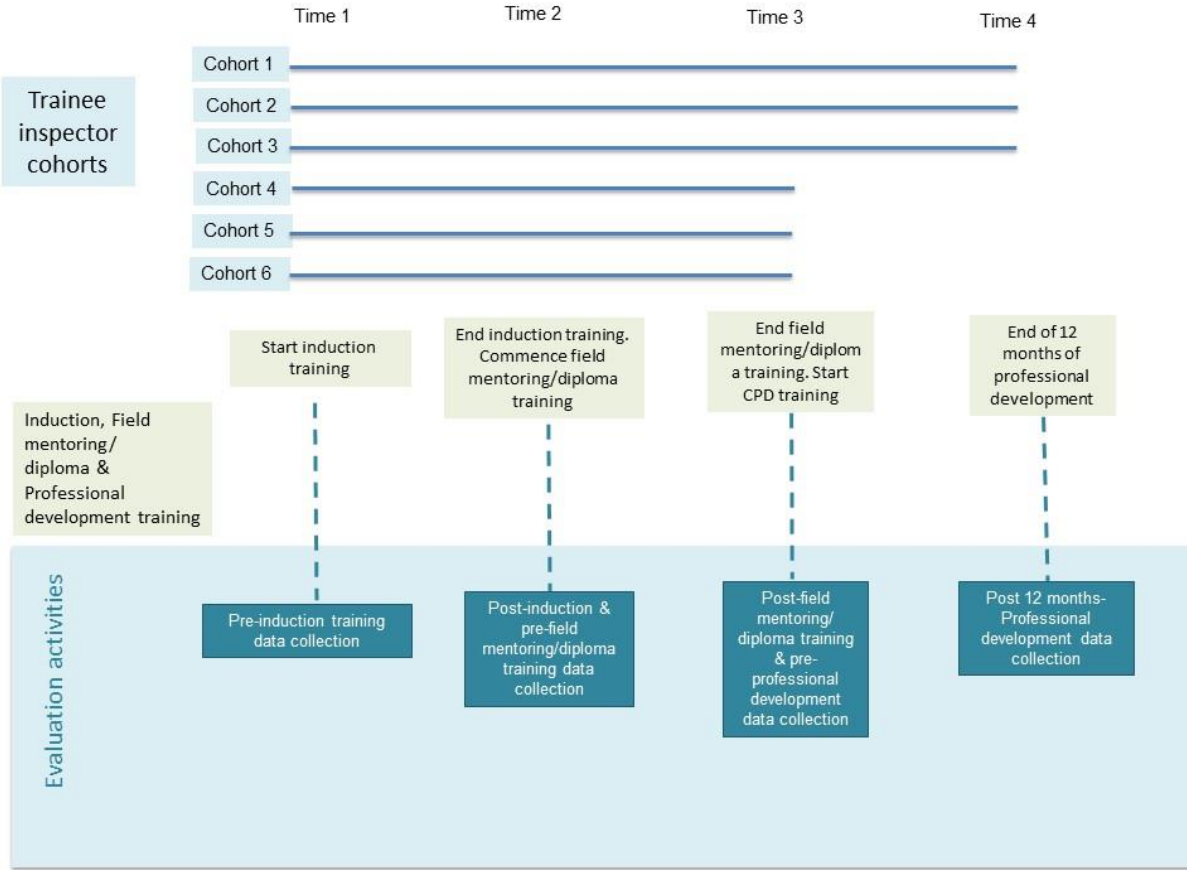 Time 1
Time 2
Time 3
Time 4
Trainee
inspector
cohorts
Cohort 1
Cohort 2
Cohort 3
Cohort 4
Cohort 5
Cohort 6
Induction, Field
mentoring/
diploma &
Professional
development training
Start induction
training
End induction training.
Commence field
mentoring/diploma
training
End field
mentoring/diplom
a training. Start
CPD training
End of 12
months of
professional
development
Evaluation activities
Pre-induction training
data collection
Post-induction &
pre-field
mentoring/diploma
training data
collection
Post-field
mentoring/
diploma training
& pre-
professional
development
data collection
Post 12 months-
Professional
development data
collection